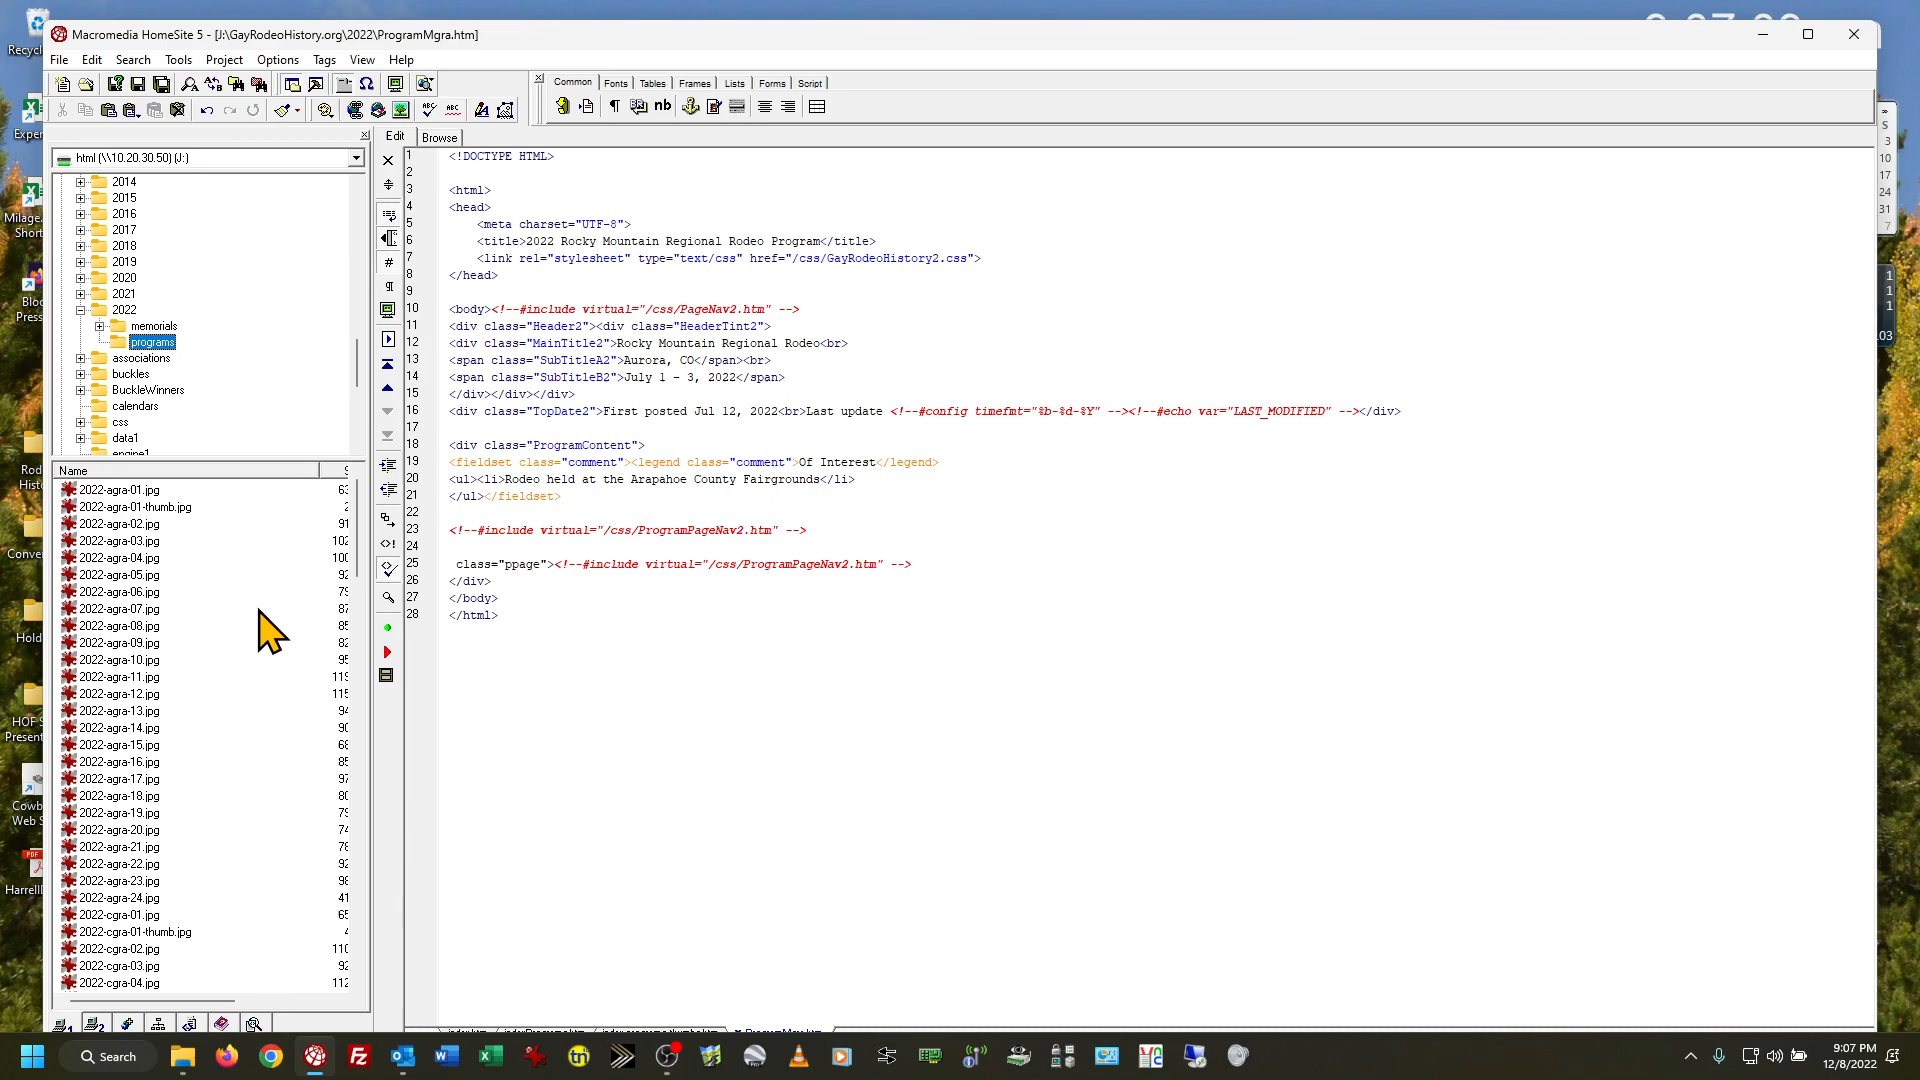 Macromedia HomeSite 5 - [J:\GayRodeoHistory.org\2022\ProgramMgra.htm]
File Edit Search Tools Project Options Tags View Help
Common Fonts Tables Frames Lists Forms Script
nb
Edit Browse
html (\\10.20.30.50) (J:)
2014
2015
2016
2017
2018
2019
2020
2021
2022
memorials
programs
associations
buckles
BuckleWinners
calendars
css
data1
engine1
Name
2022-agra-01.jpg
2022-agra-01-thumb.jpg
2022-agra-02.jpg
2022-agra-03.jpg
2022-agra-04.jpg
2022-agra-05.jpg
2022-agra-06.jpg
2022-agra-07.jpg
2022-agra-08.jpg
2022-agra-09.jpg
2022-agra-10.jpg
2022-agra-11.jpg
2022-agra-12.jpg
2022-agra-13.jpg
2022-agra-14.jpg
2022-agra-15.jpg
2022-agra-16.jpg
2022-agra-17.jpg
2022-agra-18.jpg
2022-agra-19.jpg
2022-agra-20.jpg
2022-agra-21.jpg
2022-agra-22.jpg
2022-agra-23.jpg
2022-agra-24.jpg
2022-cgra-01.jpg
2022-cgra-01-thumb.jpg
2022-cgra-02.jpg
2022-cgra-03.jpg
2022-cgra-04.jpg
1 <!DOCTYPE HTML>
2
3 <html>
4 <head>
5 <meta charset="UTF-8">
6 <title>2022 Rocky Mountain Regional Rodeo Program</title>
7 <link rel="stylesheet" type="text/css" href="/css/GayRodeoHistory2.css">
8 </head>
9
10 <body><!--#include virtual="/css/PageNav2.htm" -->
11 <div class="Header2"><div class="HeaderTint2">
12 <div class="MainTitle2">Rocky Mountain Regional Rodeo<br>
13 <span class="SubTitleA2">Aurora, CO</span><br>
14 <span class="SubTitleB2">July 1 - 3, 2022</span>
15 </div></div></div>
16 <div class="TopDate2">First posted Jul 12, 2022<br>Last update <!--#config timefmt="%b-%d-%Y" --><!--#echo var="LAST_MODIFIED" --></div>
17
18 <div class="ProgramContent">
19 <fieldset class="comment"><legend class="comment">Of Interest</legend>
20 <ul><li>Rodeo held at the Arapahoe County Fairgrounds</li>
21 </ul></fieldset>
22
23 <!--#include virtual="/css/ProgramPageNav2.htm" -->
24
25 class="ppage"><!--#include virtual="/css/ProgramPageNav2.htm" -->
26 </div>
27 </body>
28 </html>
Search
9:07 PM
12/8/2022